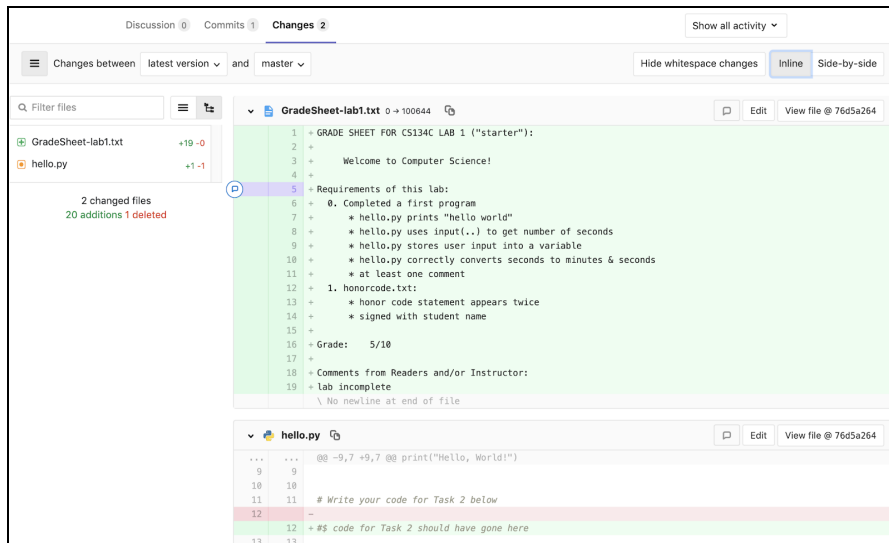 Discussion 0 Commits 1 Changes 2
Show all activity
Changes between latest version and master
Hide whitespace changes Inline Side-by-side
Filter files
GradeSheet-lab1.txt +19 -0
hello.py +1 -1
2 changed files
20 additions 1 deleted
GradeSheet-lab1.txt 0 → 100644 Edit View file @ 76d5a264
1 + GRADE SHEET FOR CS134C LAB 1 ("starter"):
2 +
3 + Welcome to Computer Science!
4 +
5 + Requirements of this lab:
6 + 0. Completed a first program
7 + * hello.py prints "hello world"
8 + * hello.py uses input(..) to get number of seconds
9 + * hello.py stores user input into a variable
10 + * hello.py correctly converts seconds to minutes & seconds
11 + * at least one comment
12 + 1. honorcode.txt:
13 + * honor code statement appears twice
14 + * signed with student name
15 +
16 + Grade: 5/10
17 +
18 + Comments from Readers and/or Instructor:
19 + lab incomplete
\ No newline at end of file
hello.py Edit View file @ 76d5a264
... ... @@ -9,7 +9,7 @@ print("Hello, World!")
9 9
10 10
11 11 # Write your code for Task 2 below
12 -
12 + #$ code for Task 2 should have gone here
13 13